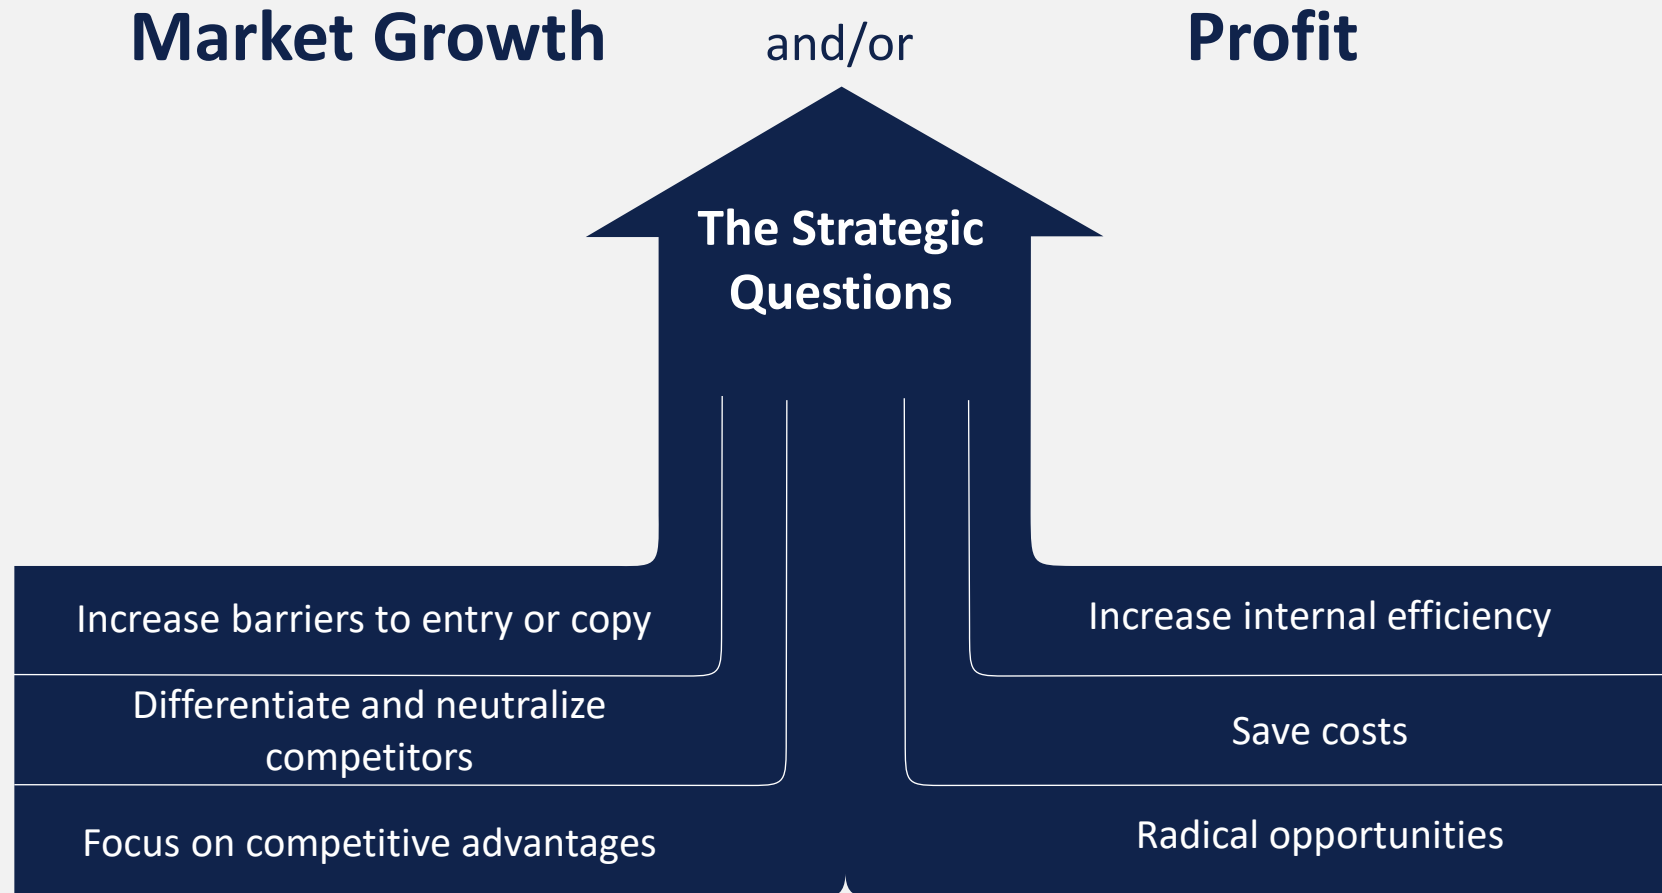 Market Growth and/or Profit
The Strategic
Questions
Increase barriers to entry or copy
Differentiate and neutralize
competitors
Focus on competitive advantages
Increase internal efficiency
Save costs
Radical opportunities